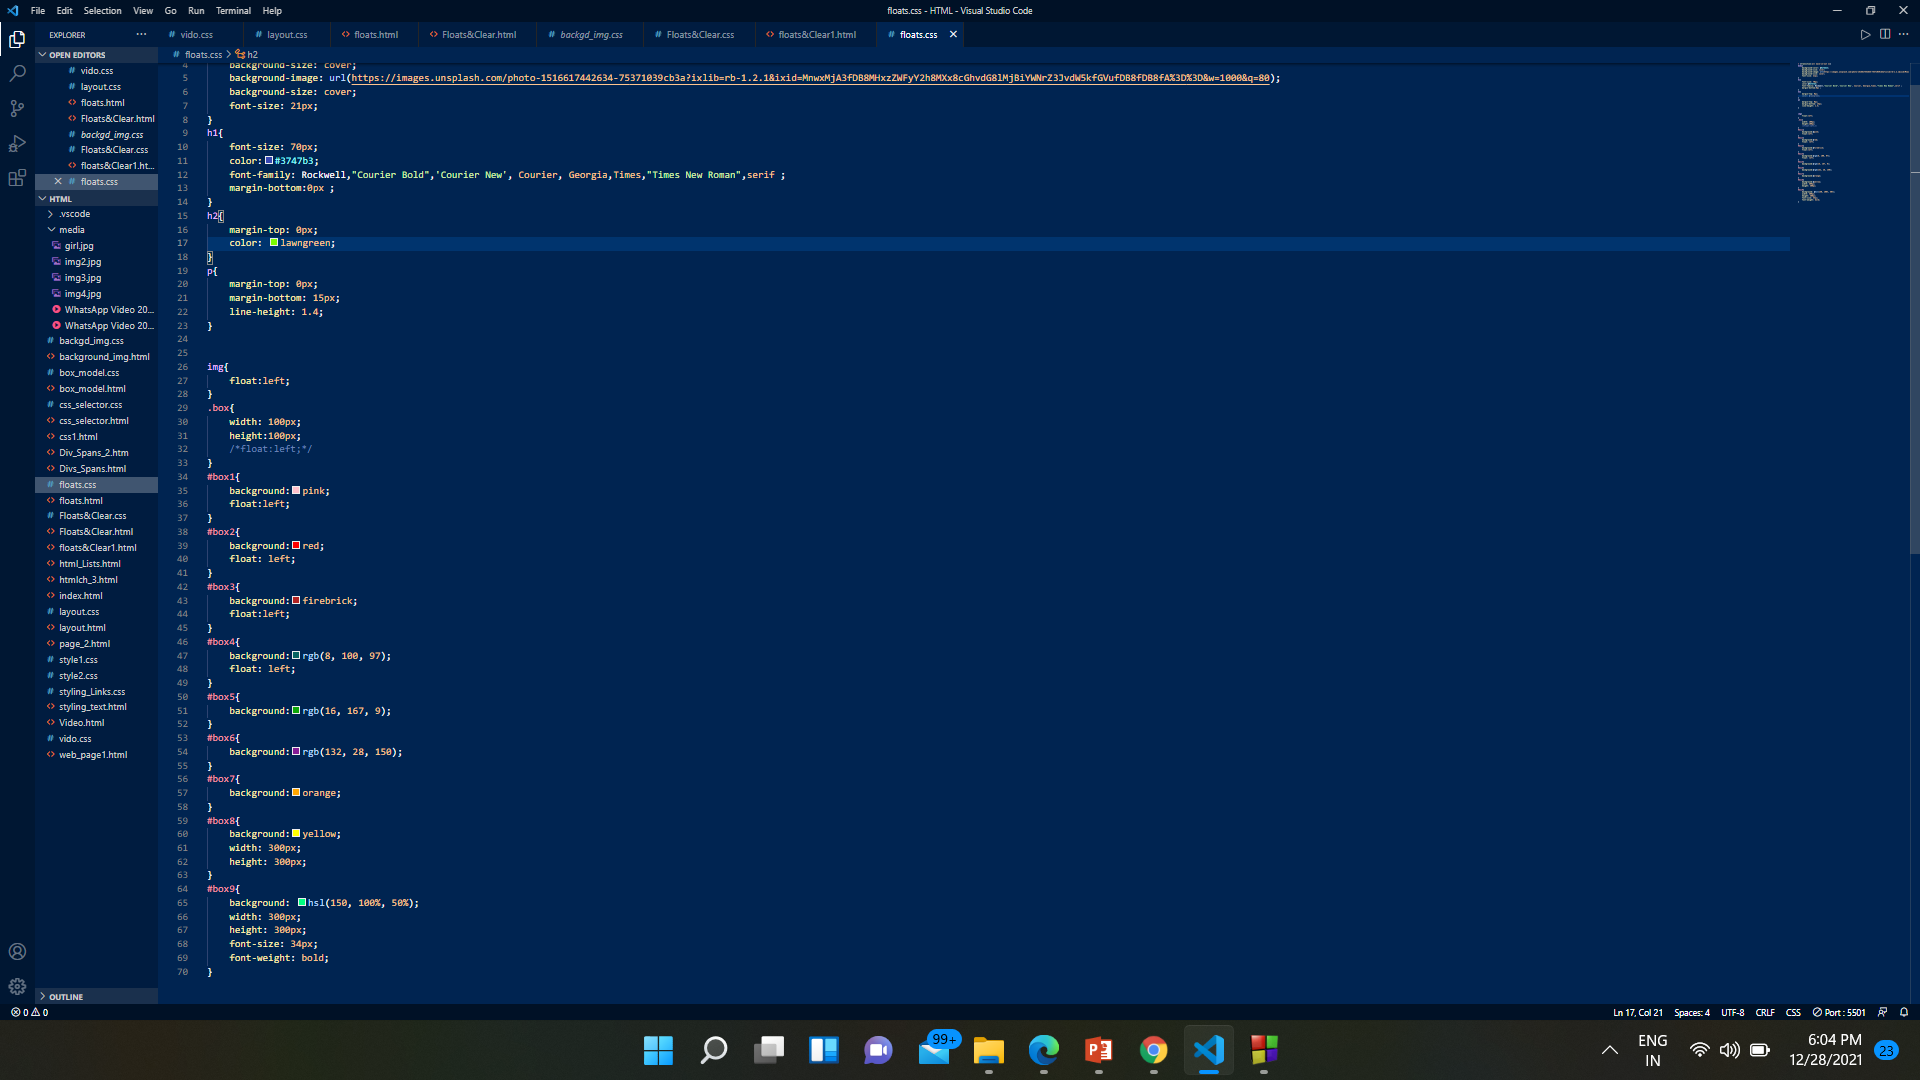 File Edit Selection View Go Run Terminal Help
floats.css - HTML - Visual Studio Code
EXPLORER
OPEN EDITORS
vido.css
layout.css
floats.html
Floats&Clear.html
backgd_img.css
Floats&Clear.css
floats&Clear1.ht...
floats.css
HTML
.vscode
media
girl.jpg
img2.jpg
img3.jpg
img4.jpg
WhatsApp Video 20...
WhatsApp Video 20...
backgd_img.css
background_img.html
box_model.css
box_model.html
css_selector.css
css_selector.html
css1.html
Div_Spans_2.htm
Divs_Spans.html
floats.css
floats.html
Floats&Clear.css
Floats&Clear.html
floats&Clear1.html
html_Lists.html
htmlch_3.html
index.html
layout.css
layout.html
page_2.html
style1.css
style2.css
styling_Links.css
styling_text.html
Video.html
vido.css
web_page1.html
OUTLINE
vido.css layout.css floats.html Floats&Clear.html backgd_img.css Floats&Clear.css floats&Clear1.html floats.css
floats.css > h2
4 background-size: cover;
5 background-image: url(https://images.unsplash.com/photo-1516617442634-75371039cb3a?ixlib=rb-1.2.1&ixid=MnwxMjA3fDB8MHxzZWFyY2h8MXx8cGhvdG8lMjBiYWNrZ3JvdW5kfGVufDB8fDB8fA%3D%3D&w=1000&q=80);
6 background-size: cover;
7 font-size: 21px;
8 }
9 h1{
10 font-size: 70px;
11 color:#3747b3;
12 font-family: Rockwell,"Courier Bold",'Courier New', Courier, Georgia,Times,"Times New Roman",serif ;
13 margin-bottom:0px ;
14 }
15 h2{
16 margin-top: 0px;
17 color: lawngreen;
18 }
19 p{
20 margin-top: 0px;
21 margin-bottom: 15px;
22 line-height: 1.4;
23 }
24
25
26 img{
27 float:left;
28 }
29 .box{
30 width: 100px;
31 height:100px;
32 /*float:left;*/
33 }
34 #box1{
35 background:pink;
36 float:left;
37 }
38 #box2{
39 background:red;
40 float: left;
41 }
42 #box3{
43 background:firebrick;
44 float:left;
45 }
46 #box4{
47 background:rgb(8, 100, 97);
48 float: left;
49 }
50 #box5{
51 background:rgb(16, 167, 9);
52 }
53 #box6{
54 background:rgb(132, 28, 150);
55 }
56 #box7{
57 background:orange;
58 }
59 #box8{
60 background:yellow;
61 width: 300px;
62 height: 300px;
63 }
64 #box9{
65 background: hsl(150, 100%, 50%);
66 width: 300px;
67 height: 300px;
68 font-size: 34px;
69 font-weight: bold;
70 }
0 0
Ln 17, Col 21 Spaces: 4 UTF-8 CRLF CSS Port : 5501
99+
ENG
IN
6:04 PM
12/28/2021
23